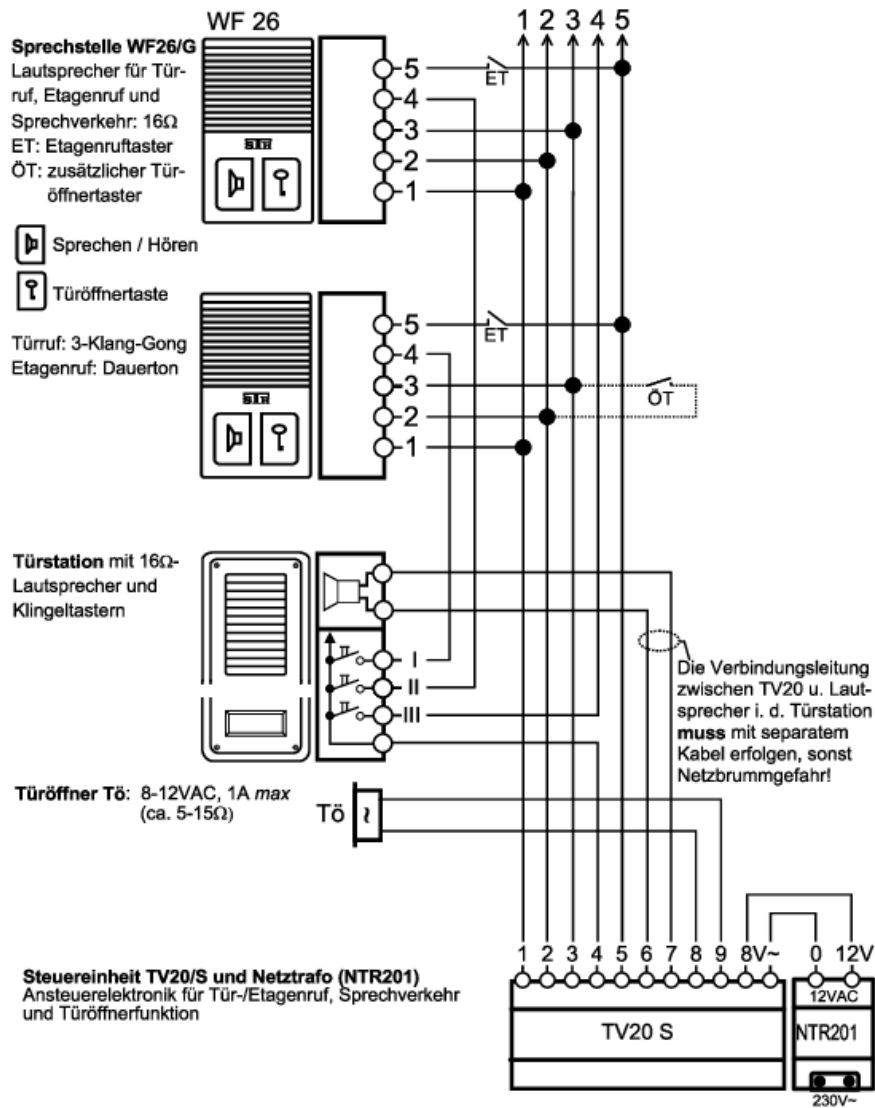 WF 26
1 2 3 4 5
Sprechstelle WF26/G
Lautsprecher für Tür-
ruf, Etagenruf und
Sprechverkehr: 16Ω
ET: Etagenruftaster
ÖT: zusätzlicher Tür-
öffnertaster
STR
5
4
3
2
1
ET
Sprechen / Hören
Türöffnertaste
Türruf: 3-Klang-Gong
Etagenruf: Dauerton
STR
5
4
3
2
1
ET
ÖT
Türstation mit 16Ω-
Lautsprecher und
Klingeltastern
I
II
III
Die Verbindungsleitung
zwischen TV20 u. Laut-
sprecher i. d. Türstation
muss mit separatem
Kabel erfolgen, sonst
Netzbrummgefahr!
Türöffner Tö: 8-12VAC, 1A max
(ca. 5-15Ω)
Tö ~
1 2 3 4 5 6 7 8 9 8V~ 0 12V
Steuereinheit TV20/S und Netztrafo (NTR201)
Ansteuerelektronik für Tür-/Etagenruf, Sprechverkehr
und Türöffnerfunktion
12VAC
TV20 S
NTR201
230V~